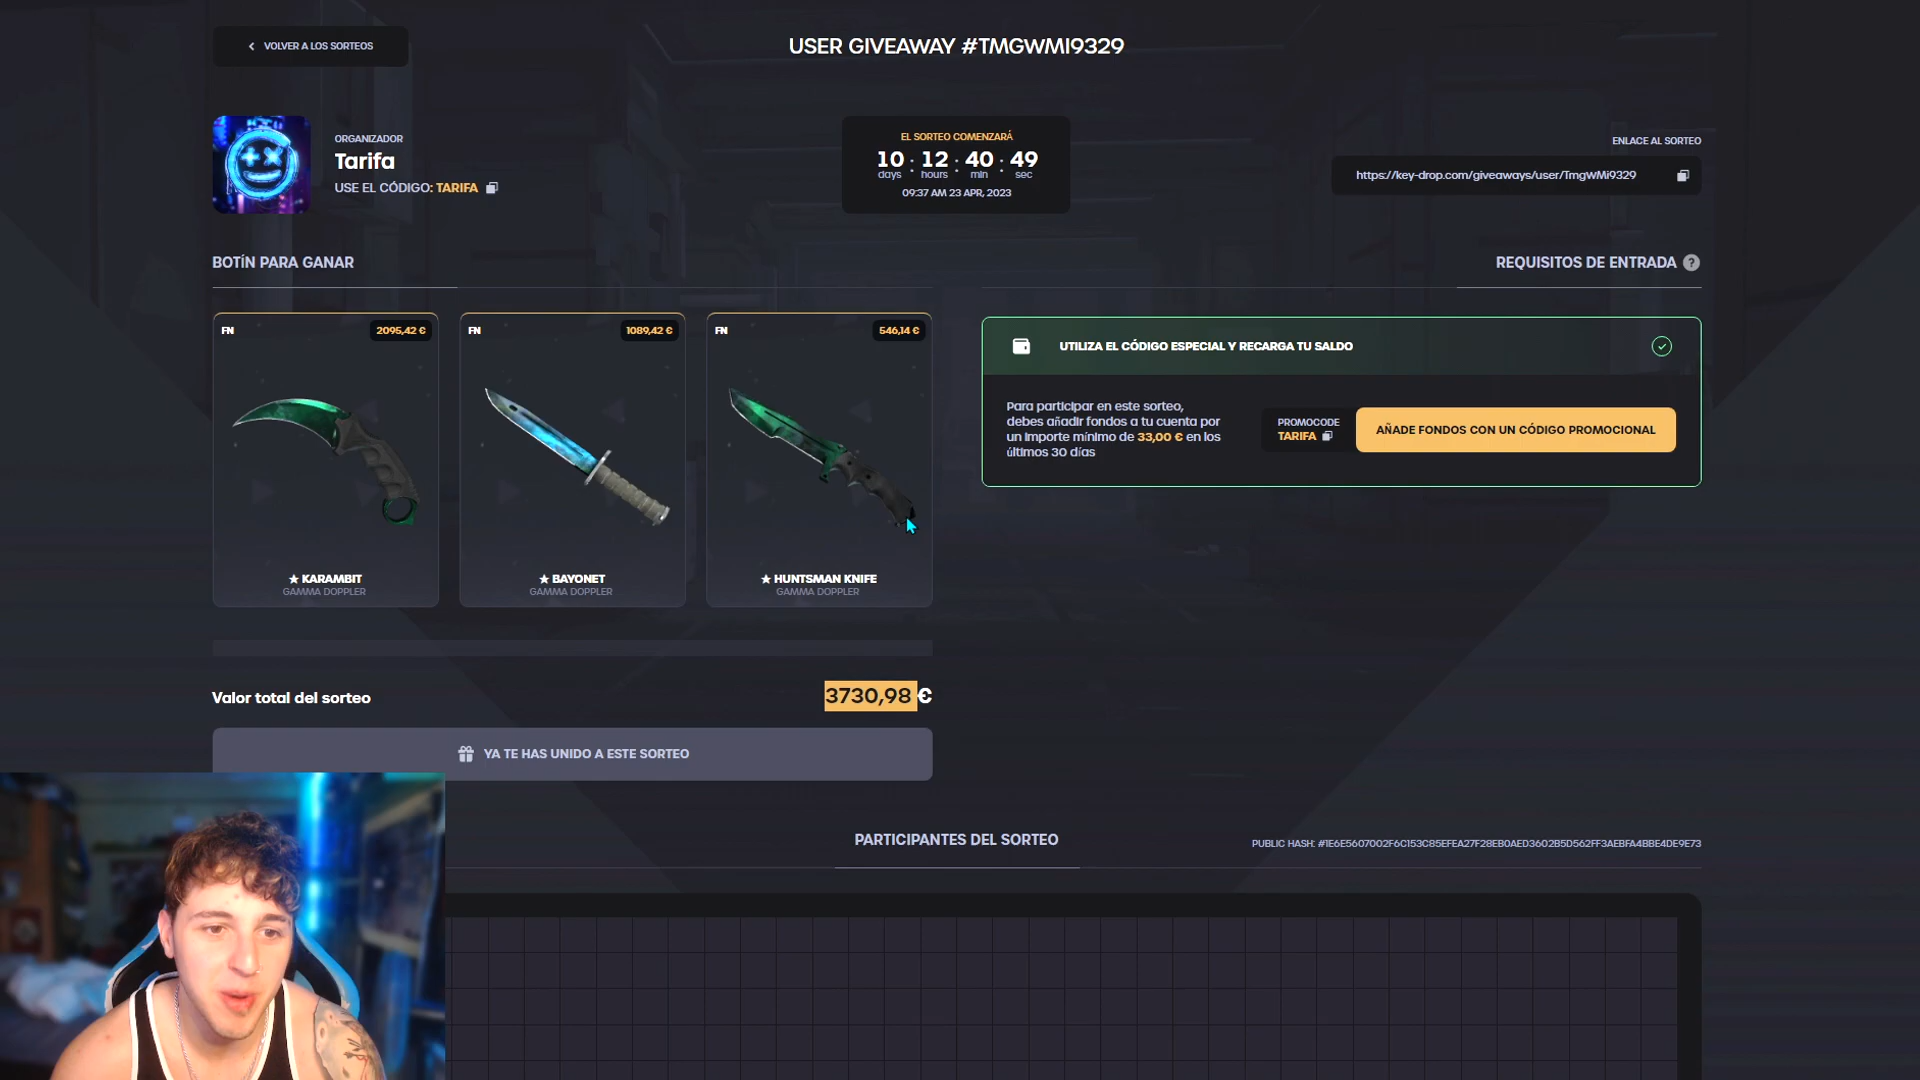 VOLVER A LOS SORTEOS
USER GIVEAWAY #TMGWMI9329
ORGANIZADOR
Tarifa
USE EL CÓDIGO: TARIFA
EL SORTEO COMENZARÁ
10 · 12 · 40 · 49
days hours min sec
09:37 AM 23 APR, 2023
ENLACE AL SORTEO
https://key-drop.com/giveaways/user/TmgWMi9329
BOTÍN PARA GANAR
REQUISITOS DE ENTRADA ?
FN 2095,42 €
FN 1089,42 €
FN 546,14 €
★ KARAMBIT
GAMMA DOPPLER
★ BAYONET
GAMMA DOPPLER
★ HUNTSMAN KNIFE
GAMMA DOPPLER
UTILIZA EL CÓDIGO ESPECIAL Y RECARGA TU SALDO
Para participar en este sorteo,
debes añadir fondos a tu cuenta por
un importe mínimo de 33,00 € en los
últimos 30 días
PROMOCODE
TARIFA
AÑADE FONDOS CON UN CÓDIGO PROMOCIONAL
Valor total del sorteo 3730,98 €
YA TE HAS UNIDO A ESTE SORTEO
PARTICIPANTES DEL SORTEO
PUBLIC HASH: #1E6E5607002F6C153C85EFEA27F28EB0AED3602B5D562FF3AEBFA4BBE4DE9E73